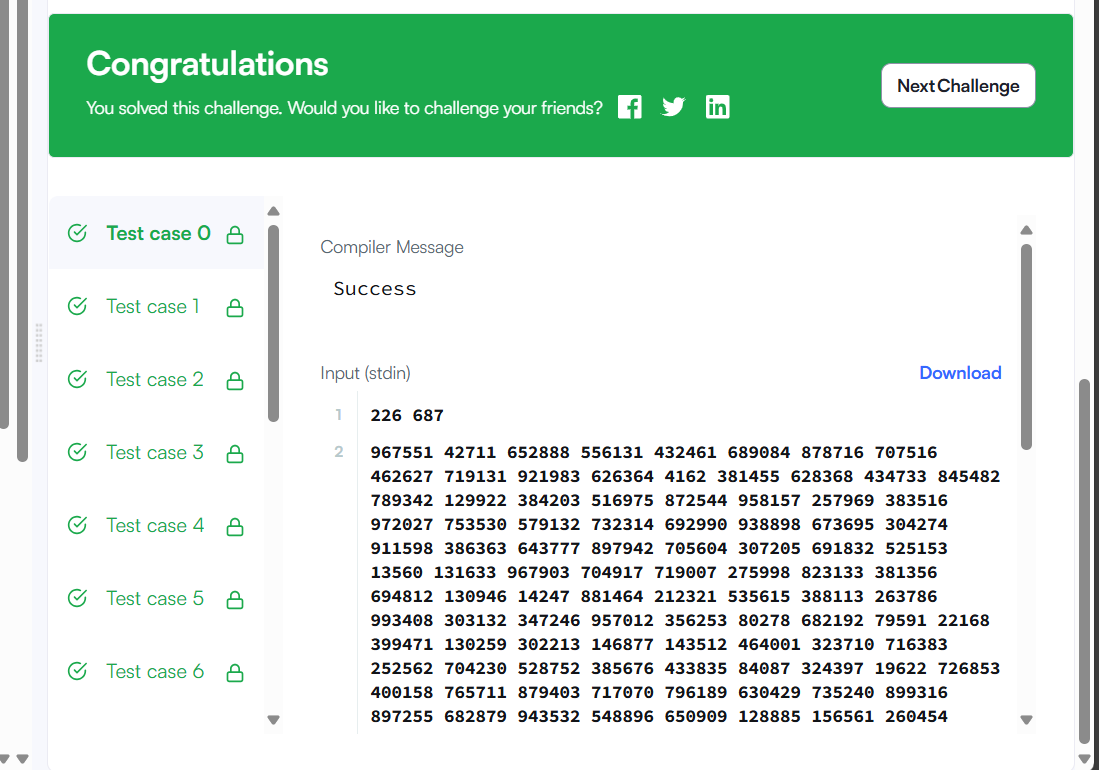 Congratulations
You solved this challenge. Would you like to challenge your friends?
Next Challenge
Test case 0
Test case 1
Test case 2
Test case 3
Test case 4
Test case 5
Test case 6
Compiler Message
Success
Input (stdin)
Download
1 226 687
2 967551 42711 652888 556131 432461 689084 878716 707516
462627 719131 921983 626364 4162 381455 628368 434733 845482
789342 129922 384203 516975 872544 958157 257969 383516
972027 753530 579132 732314 692990 938898 673695 304274
911598 386363 643777 897942 705604 307205 691832 525153
13560 131633 967903 704917 719007 275998 823133 381356
694812 130946 14247 881464 212321 535615 388113 263786
993408 303132 347246 957012 356253 80278 682192 79591 22168
399471 130259 302213 146877 143512 464001 323710 716383
252562 704230 528752 385676 433835 84087 324397 19622 726853
400158 765711 879403 717070 796189 630429 735240 899316
897255 682879 943532 548896 650909 128885 156561 260454